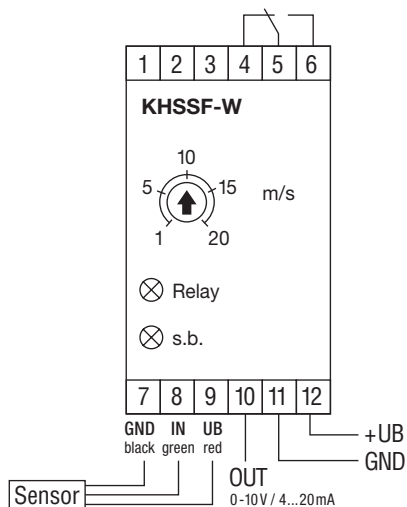 1 2 3 4 5 6
KHSSF-W
10
5 15 m/s
1 20
Relay
s.b.
7 8 9 10 11 12
GND IN UB
black green red
+UB
GND
OUT
0-10V / 4...20mA
Sensor